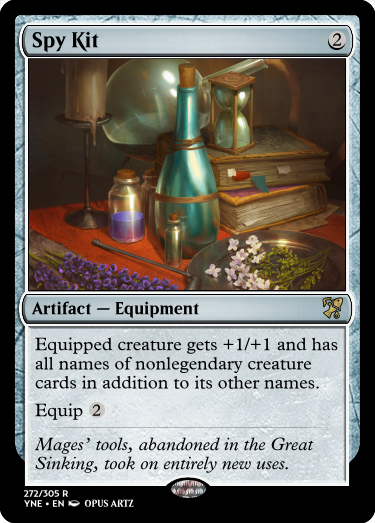 Spy Kit 2
Artifact — Equipment
Equipped creature gets +1/+1 and has
all names of nonlegendary creature
cards in addition to its other names.
Equip 2
Mages' tools, abandoned in the Great
Sinking, took on entirely new uses.
272/305 R
YNE • EN OPUS ARTZ